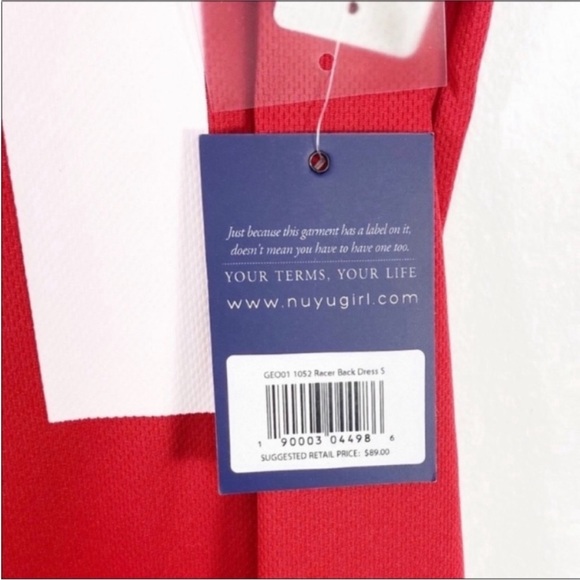 Just because this garment has a label on it,
doesn't mean you have to have one too.
YOUR TERMS, YOUR LIFE
www.nuyugirl.com
GEO01 1052 Racer Back Dress S
1 90003 04498 6
SUGGESTED RETAIL PRICE: $89.00